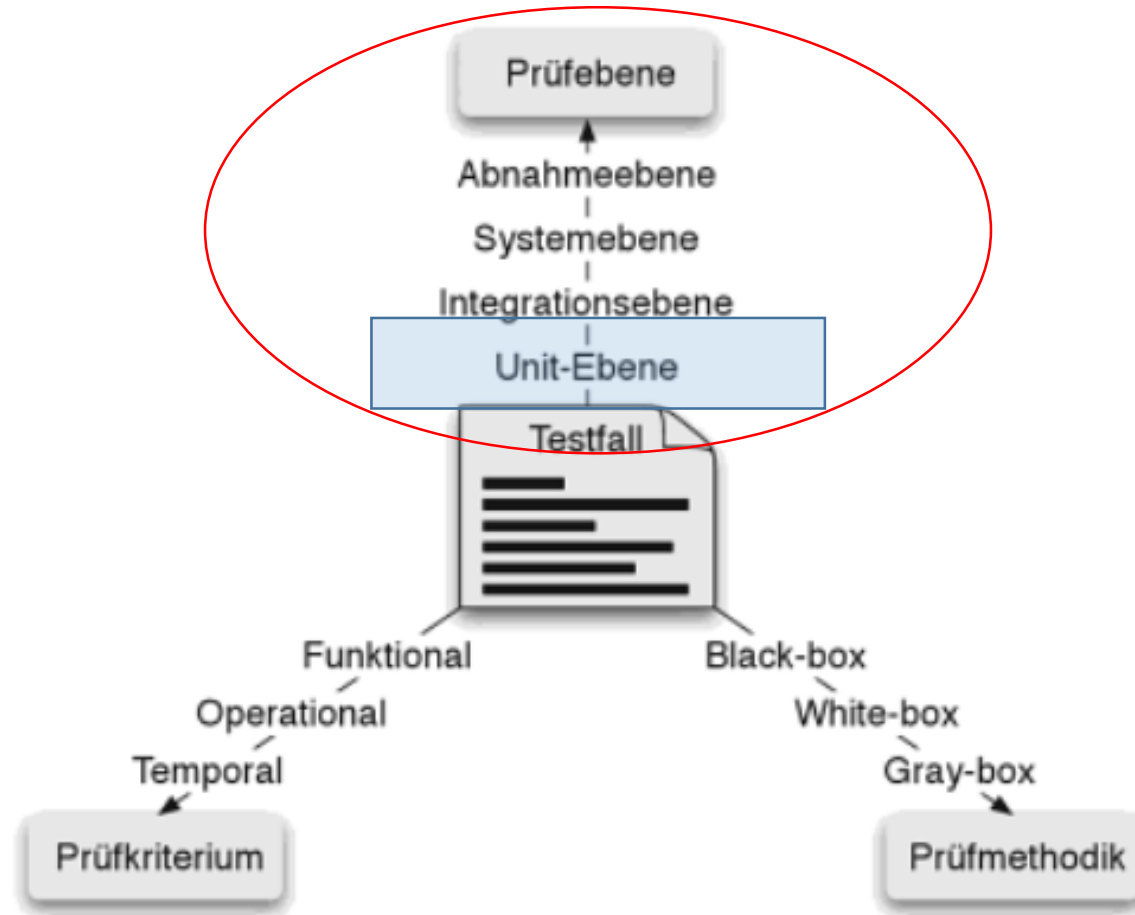 Prüfebene
Abnahmeebene
Systemebene
Integrationsebene
Unit-Ebene
Testfall
Funktional
Black-box
Operational
White-box
Temporal
Gray-box
Prüfkriterium
Prüfmethodik